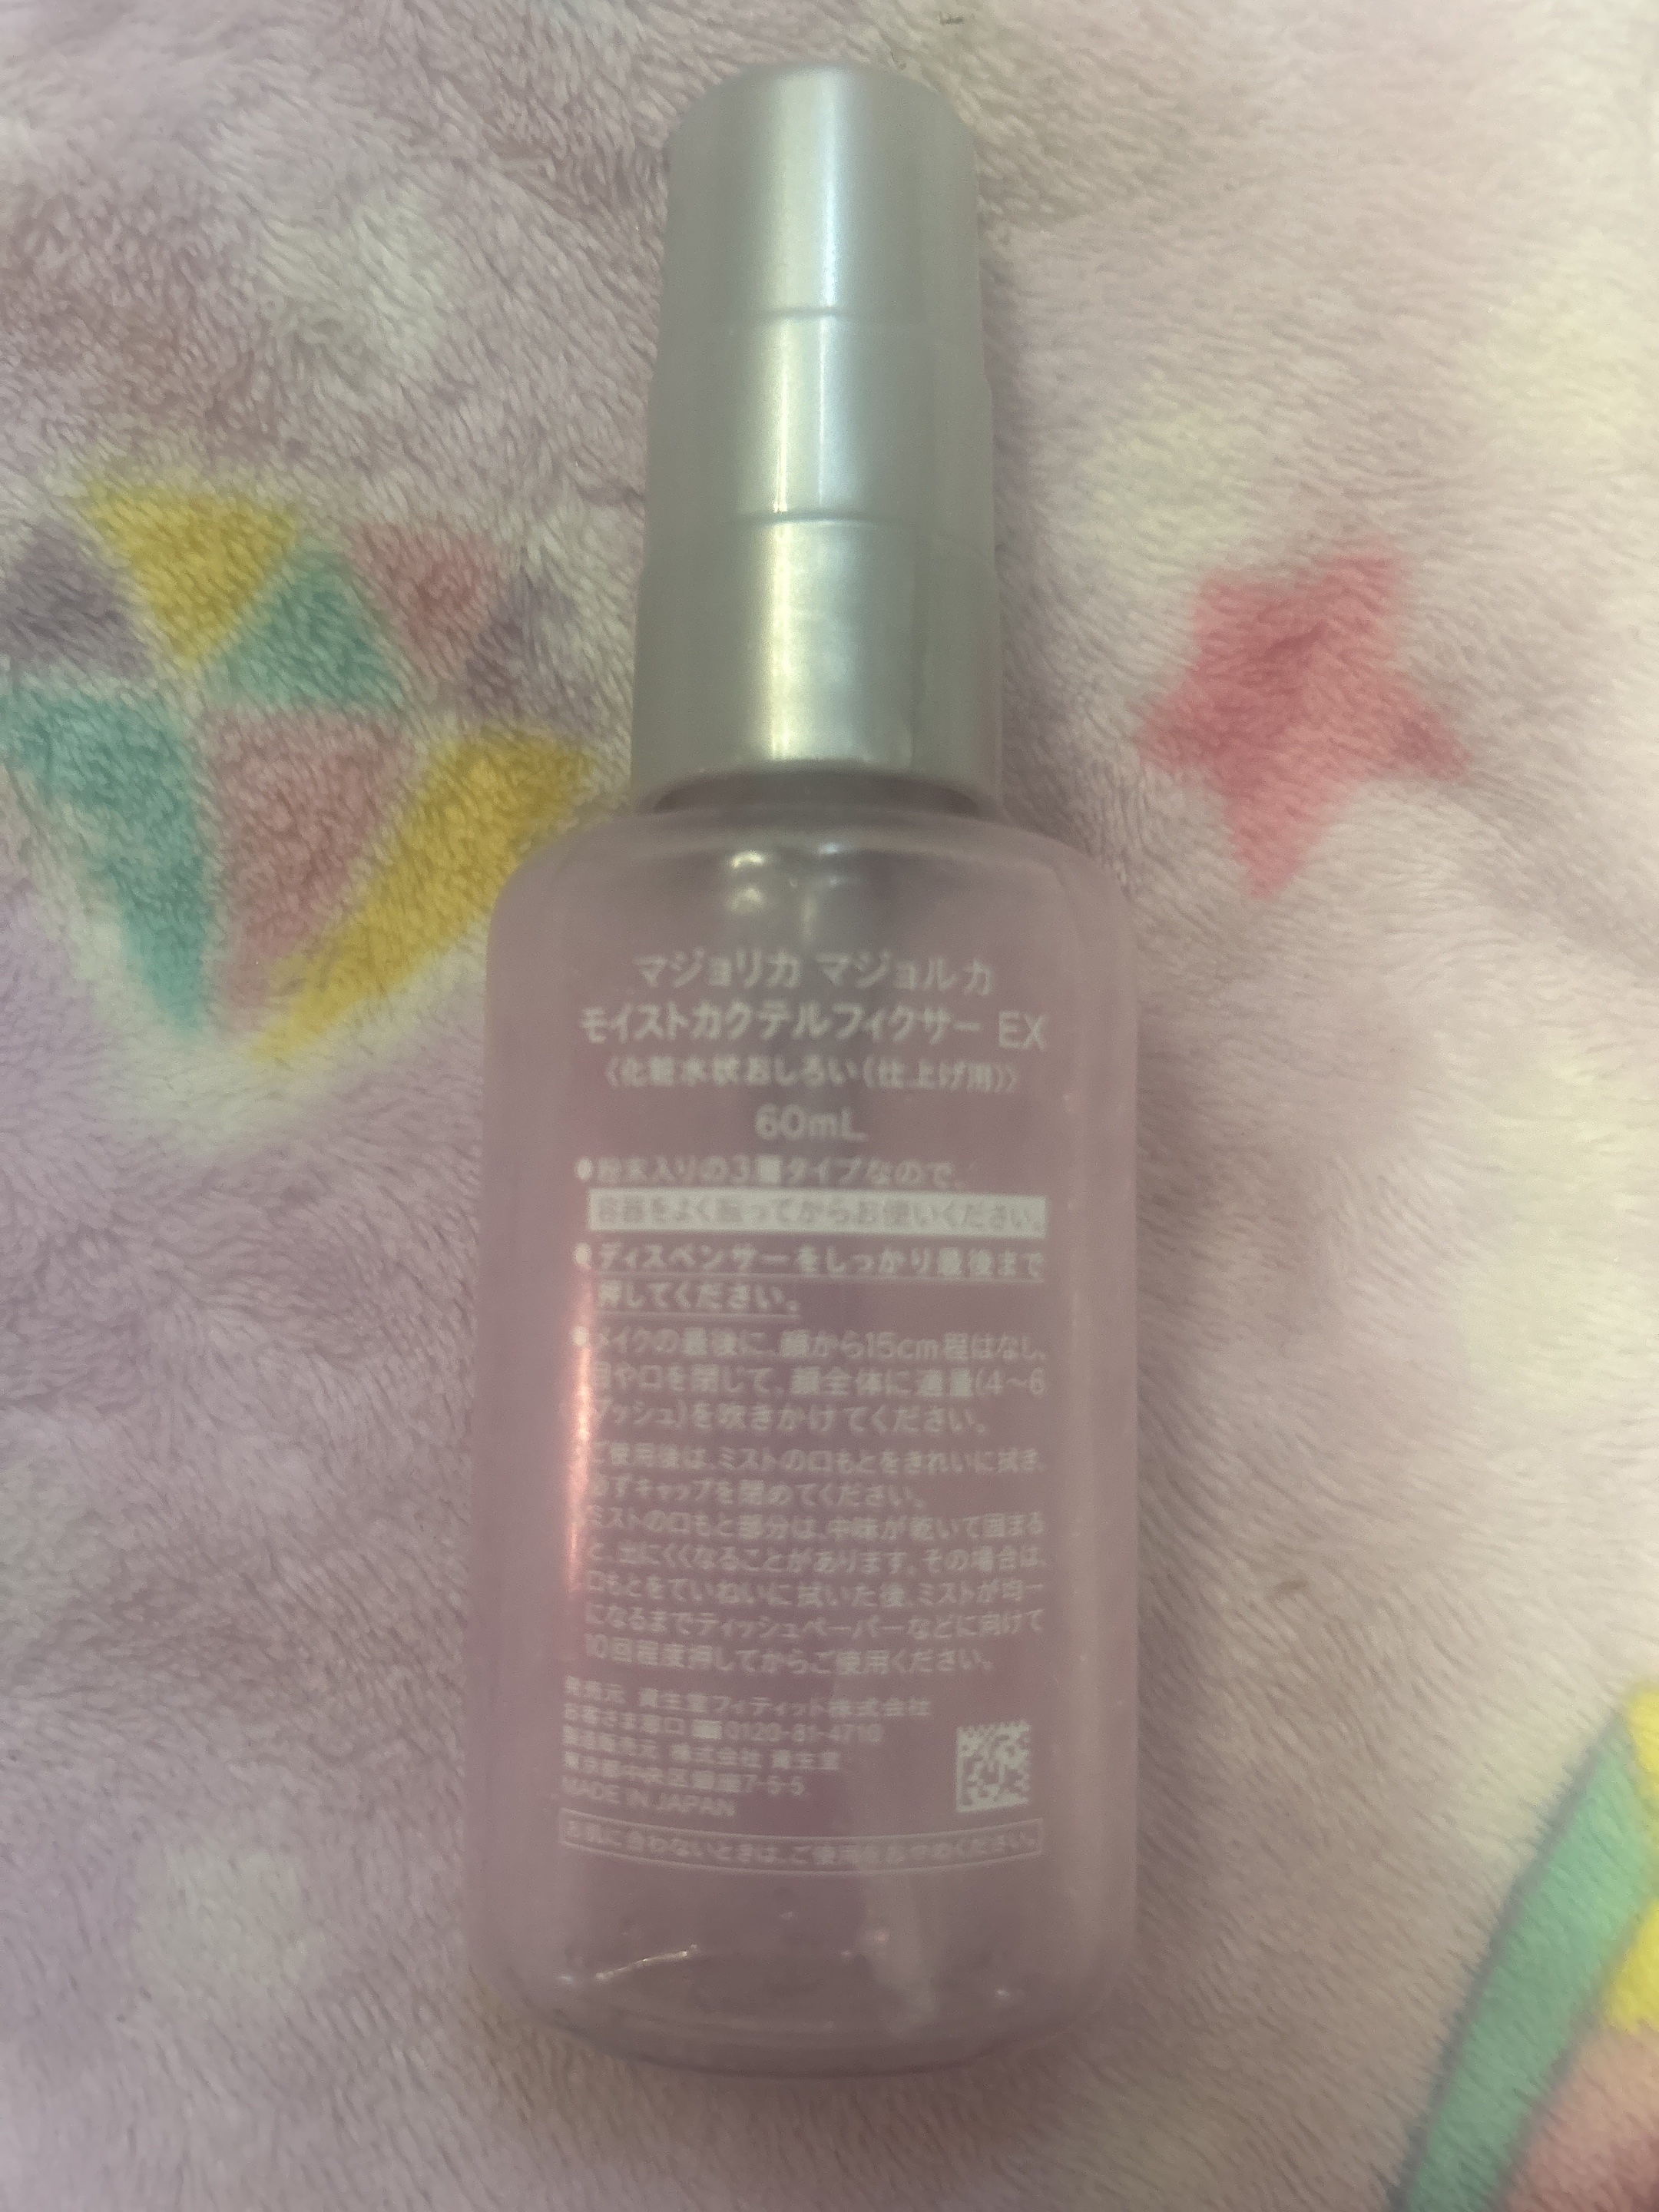 マジョリカ マジョルカ
モイストカクテルフィクサー EX
〈化粧水状おしろい(仕上げ用)〉
60mL
●粉末入りの3層タイプなので、
容器をよく振ってからお使いください。
●ディスペンサーをしっかり最後まで
押してください。
●メイクの最後に、顔から15cm程はなし、
目や口を閉じて、顔全体に適量(4～6
プッシュ)を吹きかけてください。
ご使用後は、ミストの口もとをきれいに拭き、
必ずキャップを閉めてください。
ミストの口もと部分は、中味が乾いて固まる
と、出にくくなることがあります。その場合は、
口もとをていねいに拭いた後、ミストが均一
になるまでティッシュペーパーなどに向けて
10回程度押してからご使用ください。
発売元 資生堂フィティット株式会社
お客さま窓口 0120-81-4710
製造販売元 株式会社 資生堂
東京都中央区銀座7-5-5
MADE IN JAPAN
お肌に合わないときは、ご使用をおやめください。